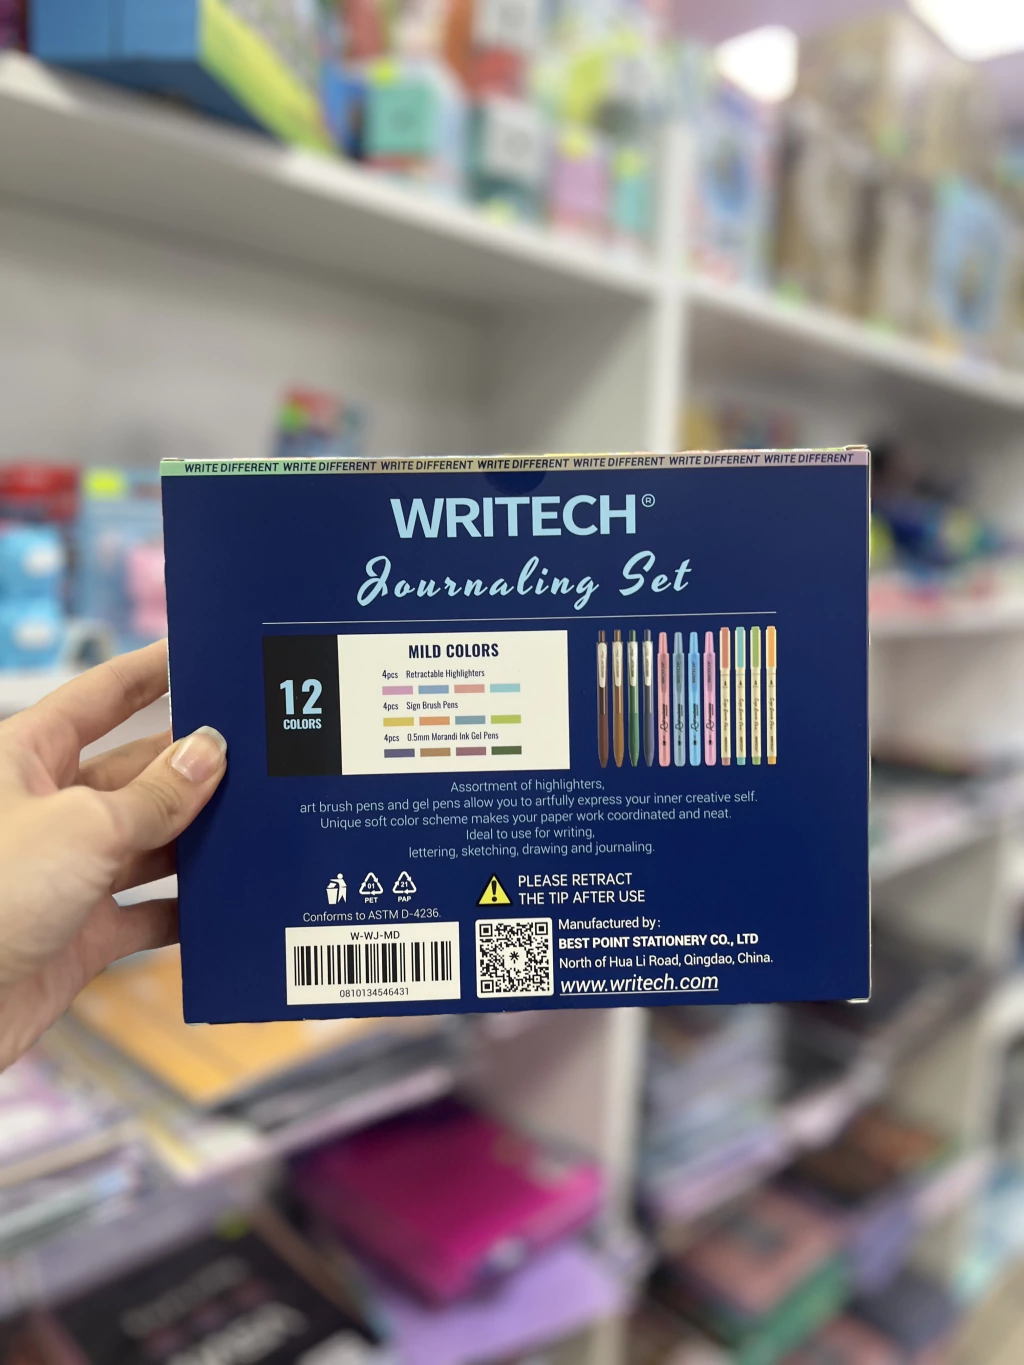 WRITE DIFFERENT WRITE DIFFERENT WRITE DIFFERENT WRITE DIFFERENT WRITE DIFFERENT WRITE DIFFERENT WRITE DIFFERENT
WRITECH®
Journaling Set
12
COLORS
MILD COLORS
4pcs Retractable Highlighters
4pcs Sign Brush Pens
4pcs 0.5mm Morandi Ink Gel Pens
Assortment of highlighters,
art brush pens and gel pens allow you to artfully express your inner creative self.
Unique soft color scheme makes your paper work coordinated and neat.
Ideal to use for writing,
lettering, sketching, drawing and journaling.
01
PET
21
PAP
Conforms to ASTM D-4236.
W-WJ-MD
0810134546431
PLEASE RETRACT
THE TIP AFTER USE
Manufactured by:
BEST POINT STATIONERY CO., LTD
North of Hua Li Road, Qingdao, China.
www.writech.com